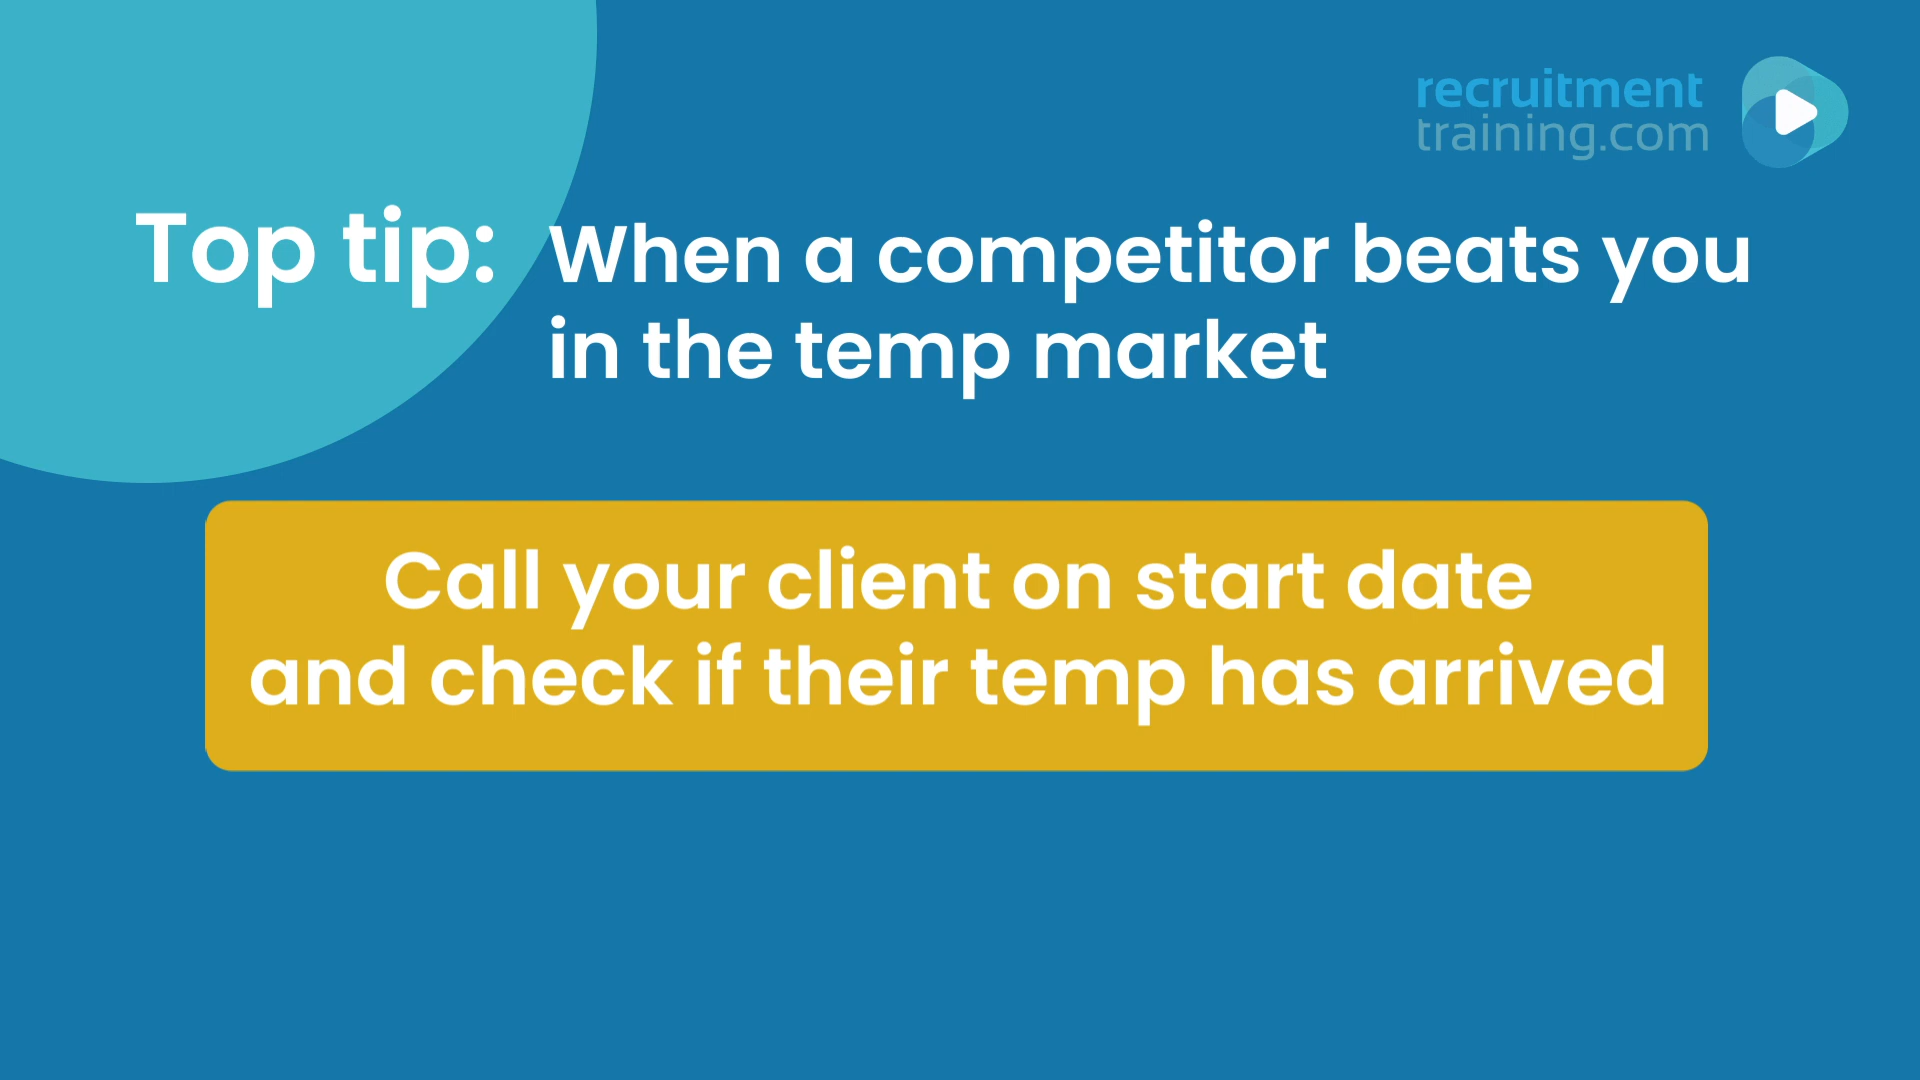 recruitment
training.com
Top tip: When a competitor beats you
in the temp market
Call your client on start date
and check if their temp has arrived